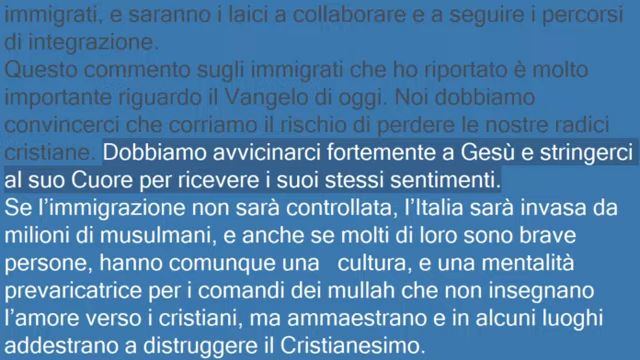 immigrati, e saranno i laici a collaborare e a seguire i percorsi
di integrazione.
Questo commento sugli immigrati che ho riportato è molto
importante riguardo il Vangelo di oggi. Noi dobbiamo
convincerci che corriamo il rischio di perdere le nostre radici
cristiane. Dobbiamo avvicinarci fortemente a Gesù e stringerci
al suo Cuore per ricevere i suoi stessi sentimenti.
Se l’immigrazione non sarà controllata, l’Italia sarà invasa da
milioni di musulmani, e anche se molti di loro sono brave
persone, hanno comunque una cultura, e una mentalità
prevaricatrice per i comandi dei mullah che non insegnano
l’amore verso i cristiani, ma ammaestrano e in alcuni luoghi
addestrano a distruggere il Cristianesimo.